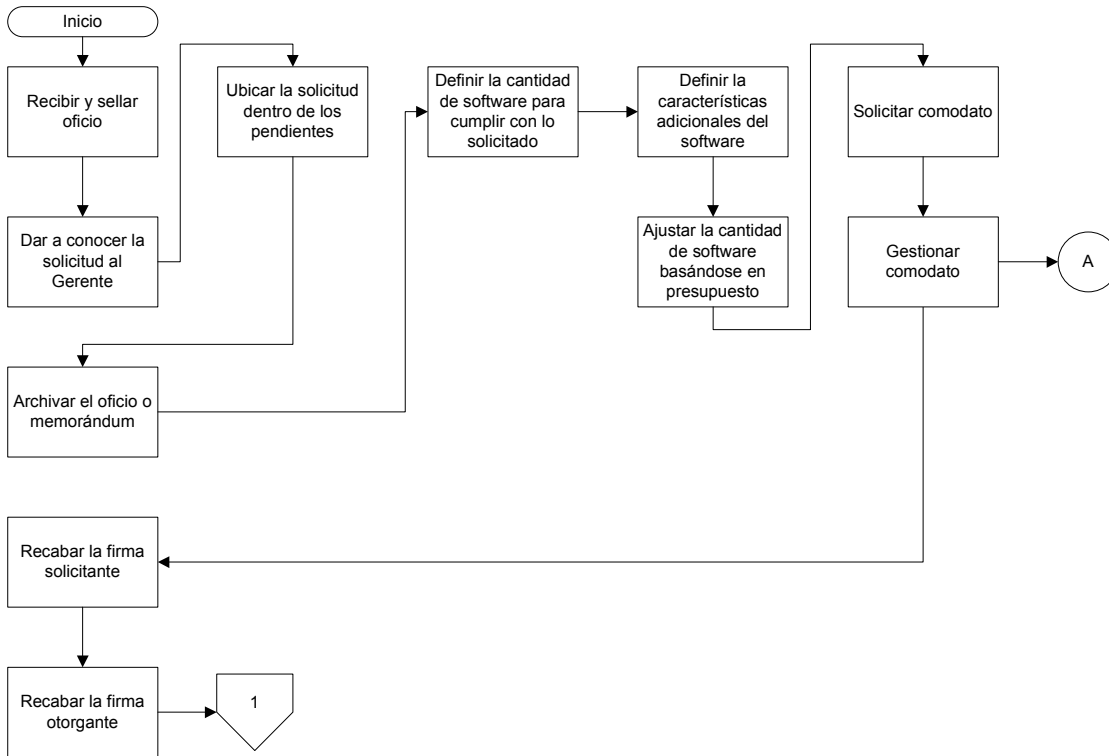 Inicio
Recibir y sellar
oficio
Dar a conocer la
solicitud al
Gerente
Ubicar la solicitud
dentro de los
pendientes
Archivar el oficio o
memorándum
Definir la cantidad
de software para
cumplir con lo
solicitado
Definir la
características
adicionales del
software
Ajustar la cantidad
de software
basándose en
presupuesto
Solicitar comodato
Gestionar
comodato
A
Recabar la firma
solicitante
Recabar la firma
otorgante
1